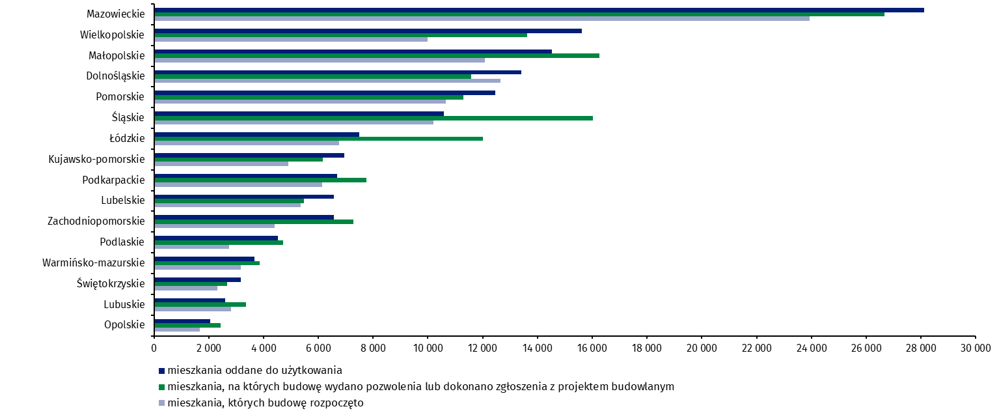 Mazowieckie
Wielkopolskie
Małopolskie
Dolnośląskie
Pomorskie
Śląskie
Łódzkie
Kujawsko-pomorskie
Podkarpackie
Lubelskie
Zachodniopomorskie
Podlaskie
Warmińsko-mazurskie
Świętokrzyskie
Lubuskie
Opolskie
0 2 000 4 000 6 000 8 000 10 000 12 000 14 000 16 000 18 000 20 000 22 000 24 000 26 000 28 000 30 000
mieszkania oddane do użytkowania
mieszkania, na których budowę wydano pozwolenia lub dokonano zgłoszenia z projektem budowlanym
mieszkania, których budowę rozpoczęto